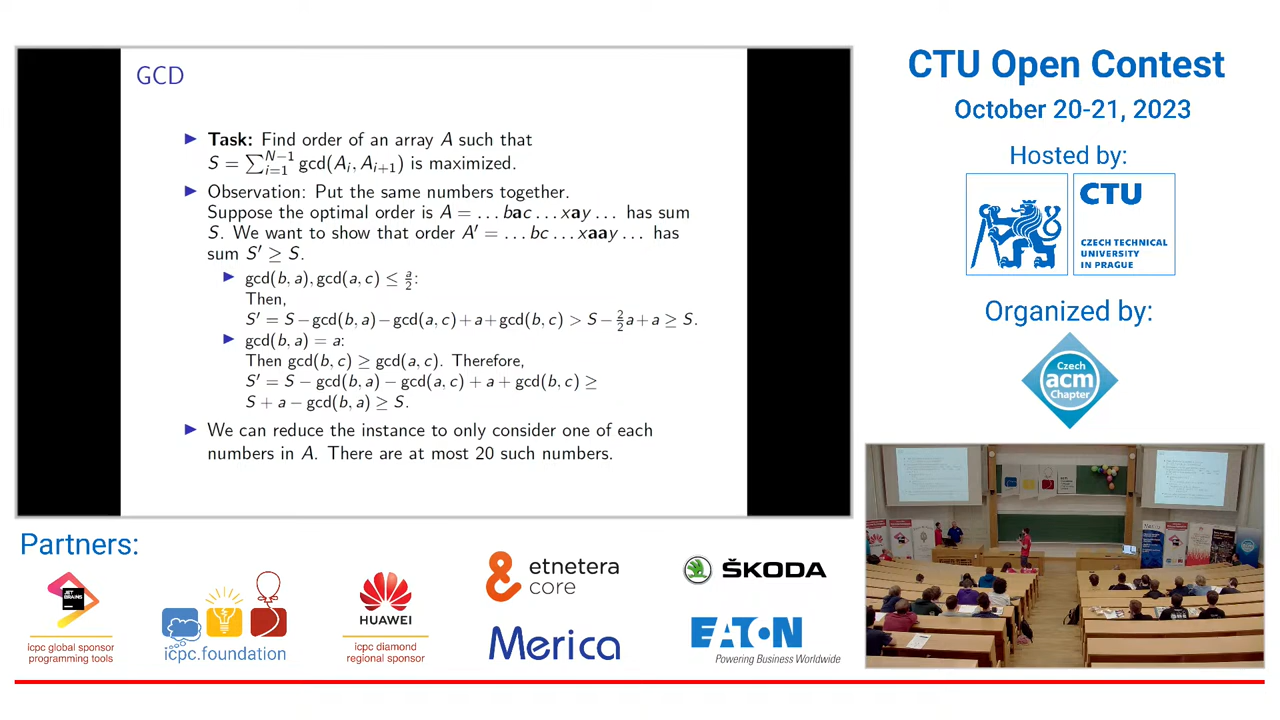 GCD
▶ Task: Find order of an array A such that
S = ∑_{i=1}^{N−1} gcd(A_i, A_{i+1}) is maximized.
▶ Observation: Put the same numbers together.
Suppose the optimal order is A = ... bac ... xay ... has sum
S. We want to show that order A′ = ... bc ... xaay ... has
sum S′ ≥ S.
▶ gcd(b, a), gcd(a, c) ≤ a/2:
Then,
S′ = S − gcd(b, a) − gcd(a, c) + a + gcd(b, c) > S − 2/2 a + a ≥ S.
▶ gcd(b, a) = a:
Then gcd(b, c) ≥ gcd(a, c). Therefore,
S′ = S − gcd(b, a) − gcd(a, c) + a + gcd(b, c) ≥
S + a − gcd(b, a) ≥ S.
▶ We can reduce the instance to only consider one of each
numbers in A. There are at most 20 such numbers.
CTU Open Contest
October 20-21, 2023
Hosted by:
CTU
CZECH TECHNICAL
UNIVERSITY
IN PRAGUE
Organized by:
Czech
acm
Chapter
Partners:
JET
BRAINS
icpc global sponsor
programming tools
icpc.foundation
HUAWEI
icpc diamond
regional sponsor
etnetera
core
Merica
ŠKODA
EATON
Powering Business Worldwide